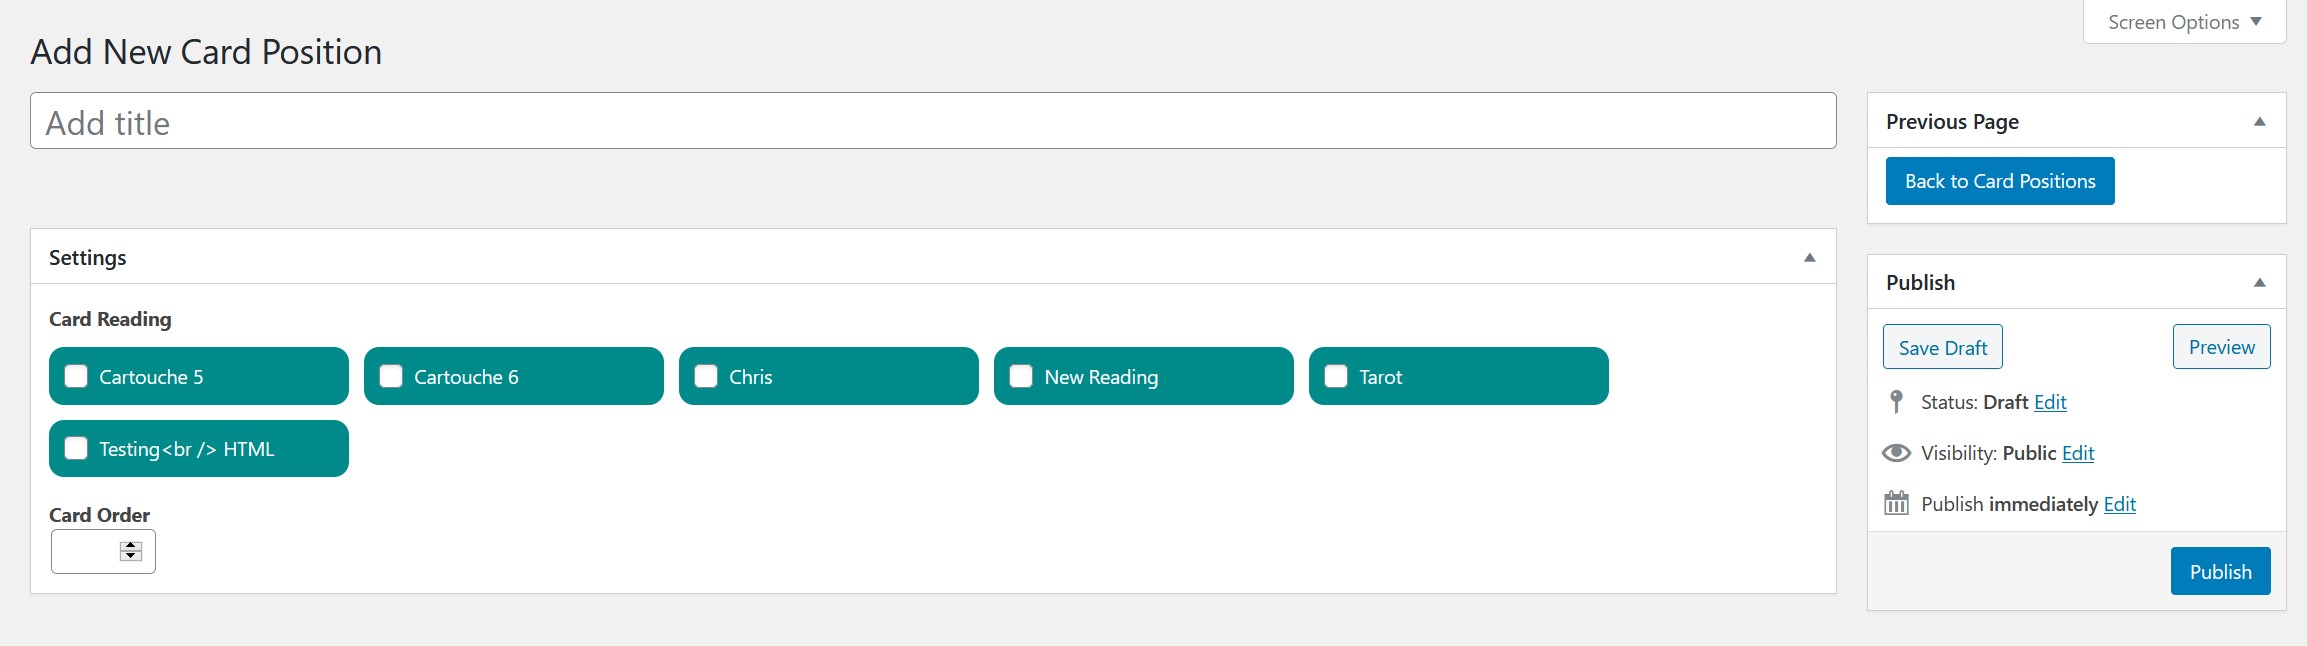 Screen Options
Add New Card Position
Add title
Previous Page
Back to Card Positions
Settings
Card Reading
Cartouche 5
Cartouche 6
Chris
New Reading
Tarot
Testing<br /> HTML
Card Order
Publish
Save Draft
Preview
Status: Draft Edit
Visibility: Public Edit
Publish immediately Edit
Publish